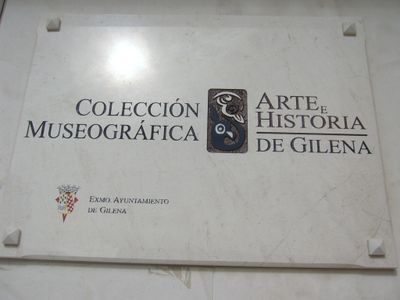 COLECCIÓN
MUSEOGRÁFICA
ARTE E
HISTORIA
DE GILENA
EXMO. AYUNTAMIENTO
DE GILENA